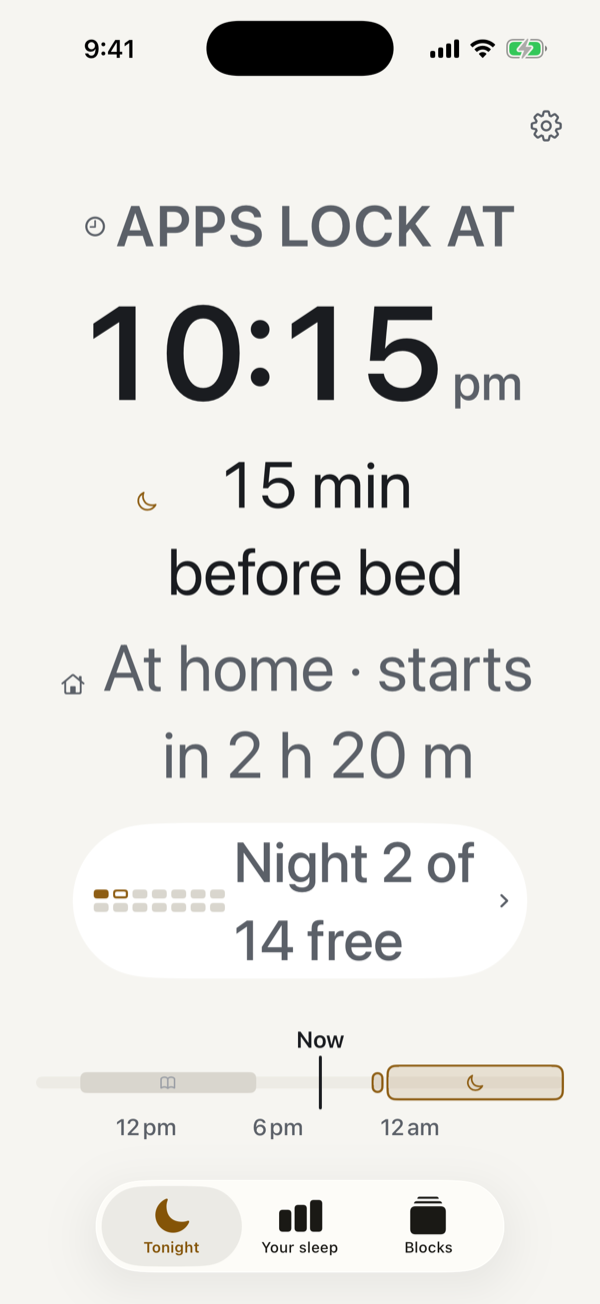 9:41
APPS LOCK AT
10:15 pm
15 min
before bed
At home · starts
in 2 h 20 m
Night 2 of
14 free
Now
12 pm 6 pm 12 am
Tonight Your sleep Blocks